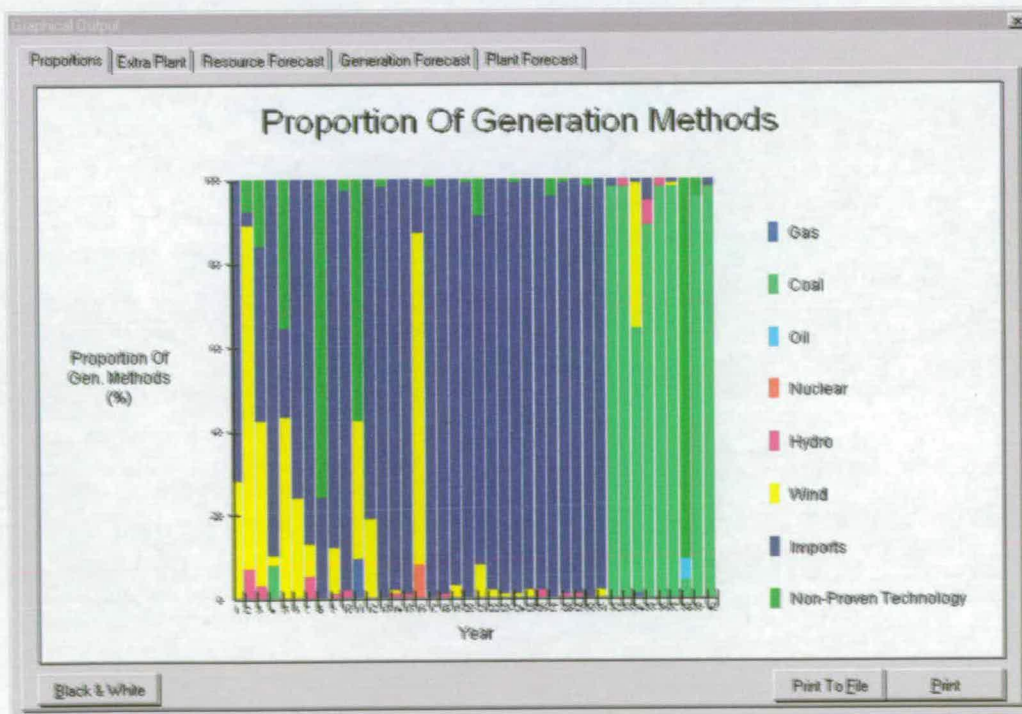 Graphical Output
Proportions
Extra Plant
Resource Forecast
Generation Forecast
Plant Forecast
Proportion Of Generation Methods
Proportion Of
Gen. Methods
(%)
Gas
Coal
Oil
Nuclear
Hydro
Wind
Imports
Non-Proven Technology
Year
Black & White
Print To File
Print